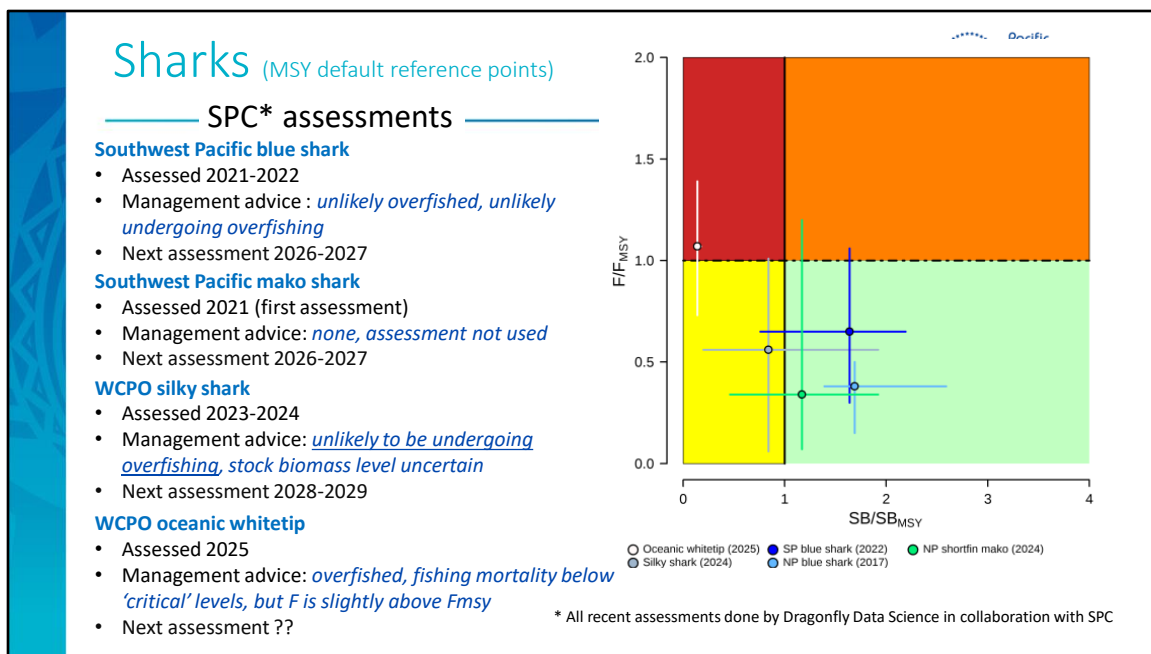 Sharks (MSY default reference points)
SPC* assessments
Southwest Pacific blue shark
• Assessed 2021-2022
• Management advice : unlikely overfished, unlikely
undergoing overfishing
• Next assessment 2026-2027
Southwest Pacific mako shark
• Assessed 2021 (first assessment)
• Management advice: none, assessment not used
• Next assessment 2026-2027
WCPO silky shark
• Assessed 2023-2024
• Management advice: unlikely to be undergoing
overfishing, stock biomass level uncertain
• Next assessment 2028-2029
WCPO oceanic whitetip
• Assessed 2025
• Management advice: overfished, fishing mortality below
‘critical’ levels, but F is slightly above Fmsy
• Next assessment ??
Pacific
2.0
1.5
1.0
0.5
0.0
F/FMSY
0 1 2 3 4
SB/SBMSY
Oceanic whitetip (2025) SP blue shark (2022) NP shortfin mako (2024)
Silky shark (2024) NP blue shark (2017)
* All recent assessments done by Dragonfly Data Science in collaboration with SPC